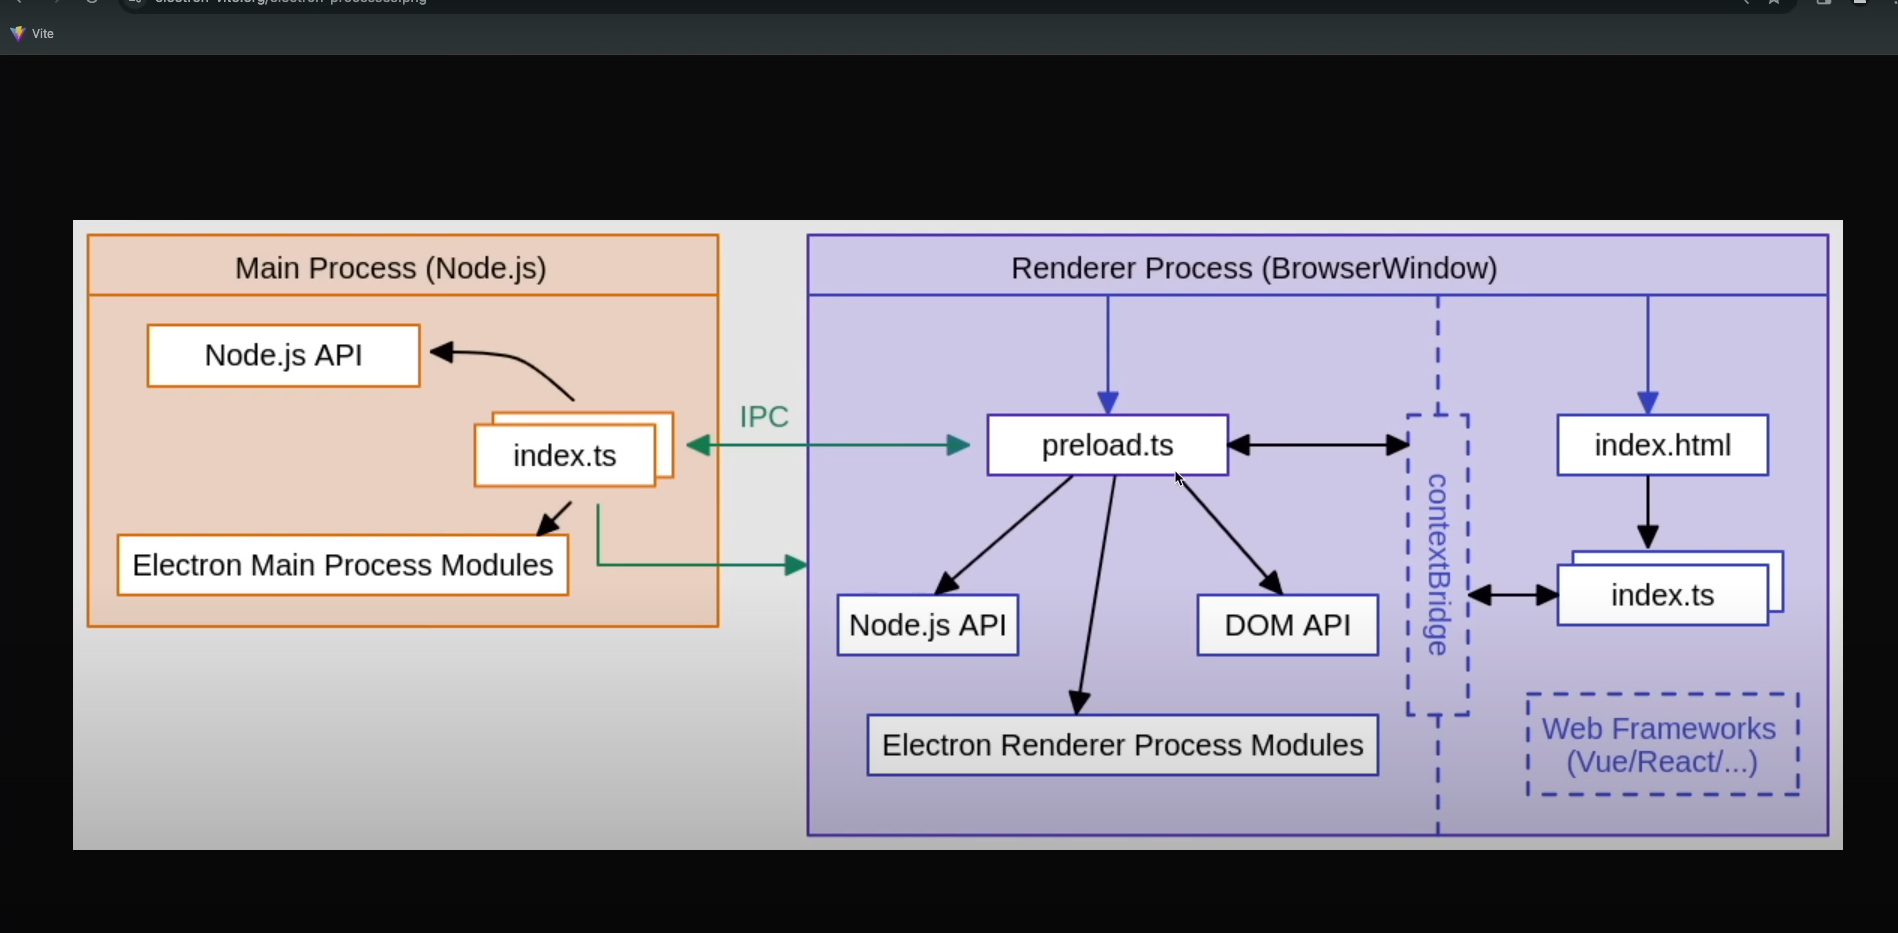 Vite
Main Process (Node.js)
Node.js API
index.ts
Electron Main Process Modules
IPC
Renderer Process (BrowserWindow)
preload.ts
contextBridge
index.html
Node.js API
DOM API
index.ts
Electron Renderer Process Modules
Web Frameworks
(Vue/React/...)